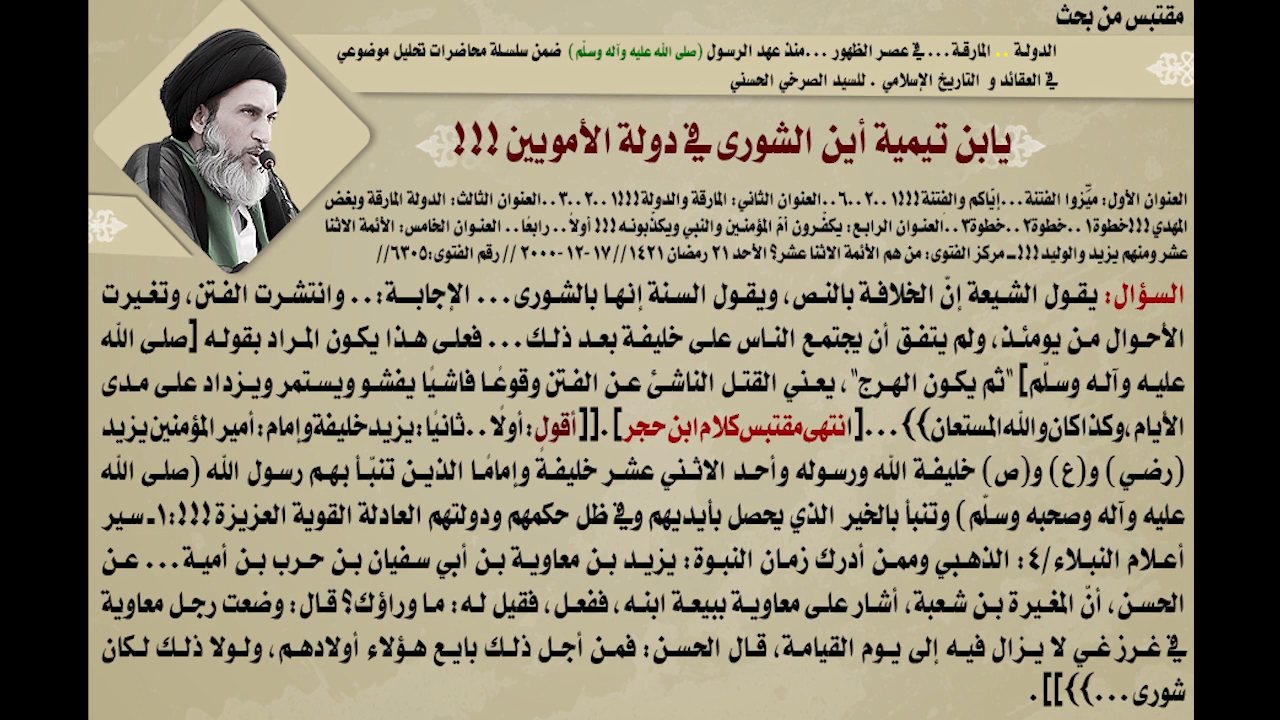 مقتبس من بحث
الدولة .. المارقة...في عصر الظهور ...منذ عهد الرسول (صلى الله عليه وآله وسلّم) ضمن سلسلة محاضرات تحليل موضوعي
في العقائد و التاريخ الإسلامي . للسيد الصرخي الحسني
يابن تيمية أين الشورى في دولة الأمويين !!!
العنوان الأول: ميِّزوا الفتنة...إيّاكم والفتنة!!!١..٢..٦..العنوان الثاني: المارقة والدولة!!!١..٢..٣..العنوان الثالث: الدولة المارقة وبغض
المهدي!!!خطوة١ ..خطوة٢ ..خطوة٣ ..العنوان الرابع: يكفّرون أمّ المؤمنين والنبي ويكذّبونه !!! أولًا.. رابعًا.. العنوان الخامس: الأئمة الاثنا
عشر ومنهم يزيد والوليد !!!ــ مركز الفتوى: من هم الأئمة الاثنا عشر؟ الأحد ٢١ رمضان ١٤٢١//١٧-١٢-٢٠٠٠// رقم الفتوى:٦٣٠٥//
السؤال: يقول الشيعة إنّ الخلافة بالنص، ويقول السنة إنها بالشورى... الإجابة:.. وانتشرت الفتن، وتغيرت
الأحوال من يومئذ، ولم يتفق أن يجتمع الناس على خليفة بعد ذلك... فعلى هذا يكون المراد بقوله [صلى الله
عليه وآله وسلّم] "ثم يكون الهرج"، يعني القتل الناشئ عن الفتن وقوعًا فاشيًا يفشو ويستمر ويزداد على مدى
الأيام،وكذا كان والله المستعان}}...[انتهى مقتبس كلام ابن حجر].[[أقول: أولًا..ثانيًا: يزيد خليفة وإمام: أمير المؤمنين يزيد
(رضي) و(ع) و(ص) خليفة الله ورسوله وأحد الاثني عشر خليفةً وإمامًا الذين تنبّأ بهم رسول الله (صلى الله
عليه وآله وصحبه وسلّم) وتنبأ بالخير الذي يحصل بأيديهم وفي ظل حكمهم ودولتهم العادلة القوية العزيزة !!!:١ـ سير
أعلام النبلاء/٤: الذهبي وممن أدرك زمان النبوة: يزيد بن معاوية بن أبي سفيان بن حرب بن أمية... عن
الحسن، أنّ المغيرة بن شعبة، أشار على معاوية ببيعة ابنه، ففعل، فقيل له: ما وراؤك؟ قال: وضعت رجل معاوية
في غرز غي لا يزال فيه إلى يوم القيامة، قال الحسن: فمن أجل ذلك بايع هؤلاء أولادهم، ولولا ذلك لكان
شورى...}}]].